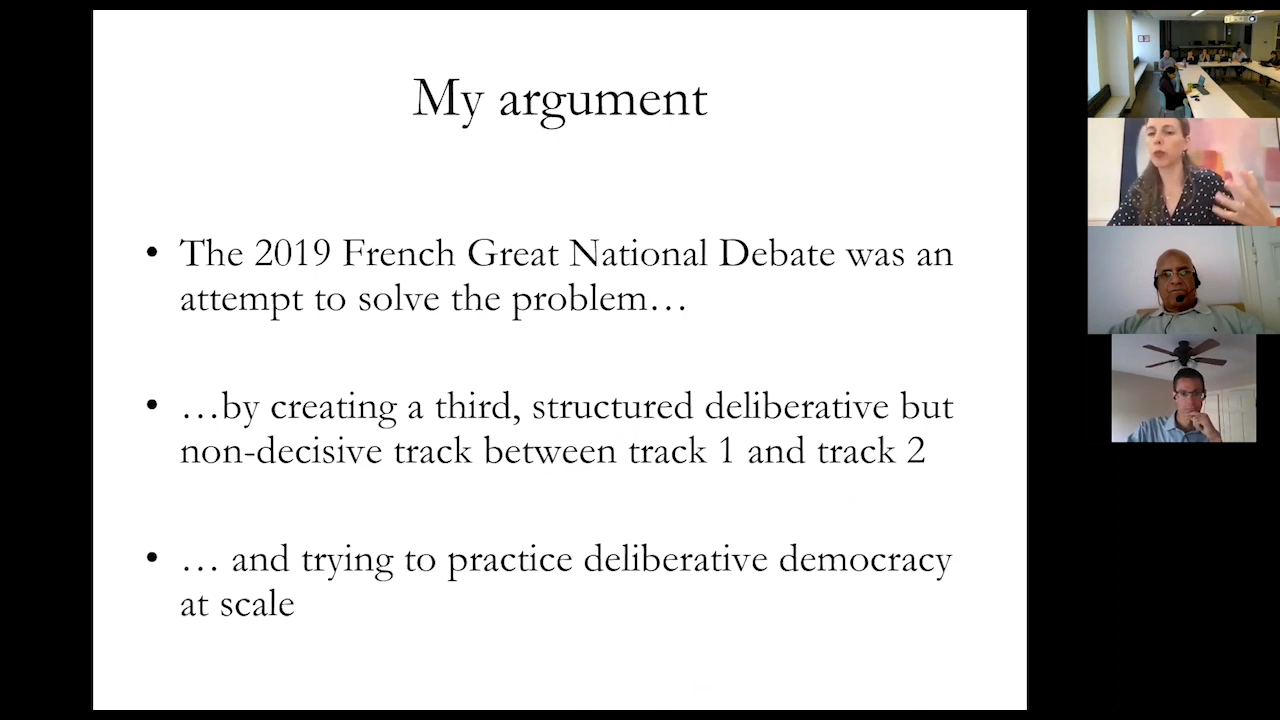 My argument
• The 2019 French Great National Debate was an
attempt to solve the problem…
• …by creating a third, structured deliberative but
non-decisive track between track 1 and track 2
• … and trying to practice deliberative democracy
at scale